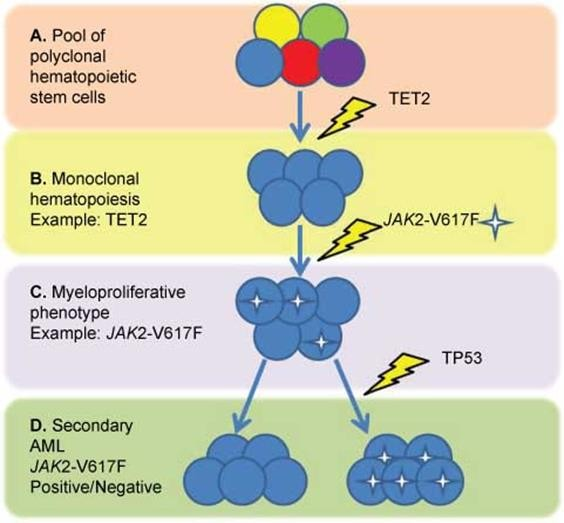 A. Pool of
polyclonal
hematopoietic
stem cells
TET2
B. Monoclonal
hematopoiesis
Example: TET2
JAK2-V617F
C. Myeloproliferative
phenotype
Example: JAK2-V617F
TP53
D. Secondary
AML
JAK2-V617F
Positive/Negative